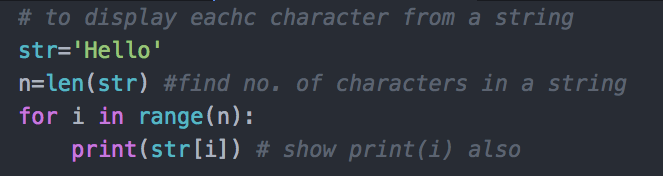 # to display eachc character from a string
str='Hello'
n=len(str) #find no. of characters in a string
for i in range(n):
    print(str[i]) # show print(i) also